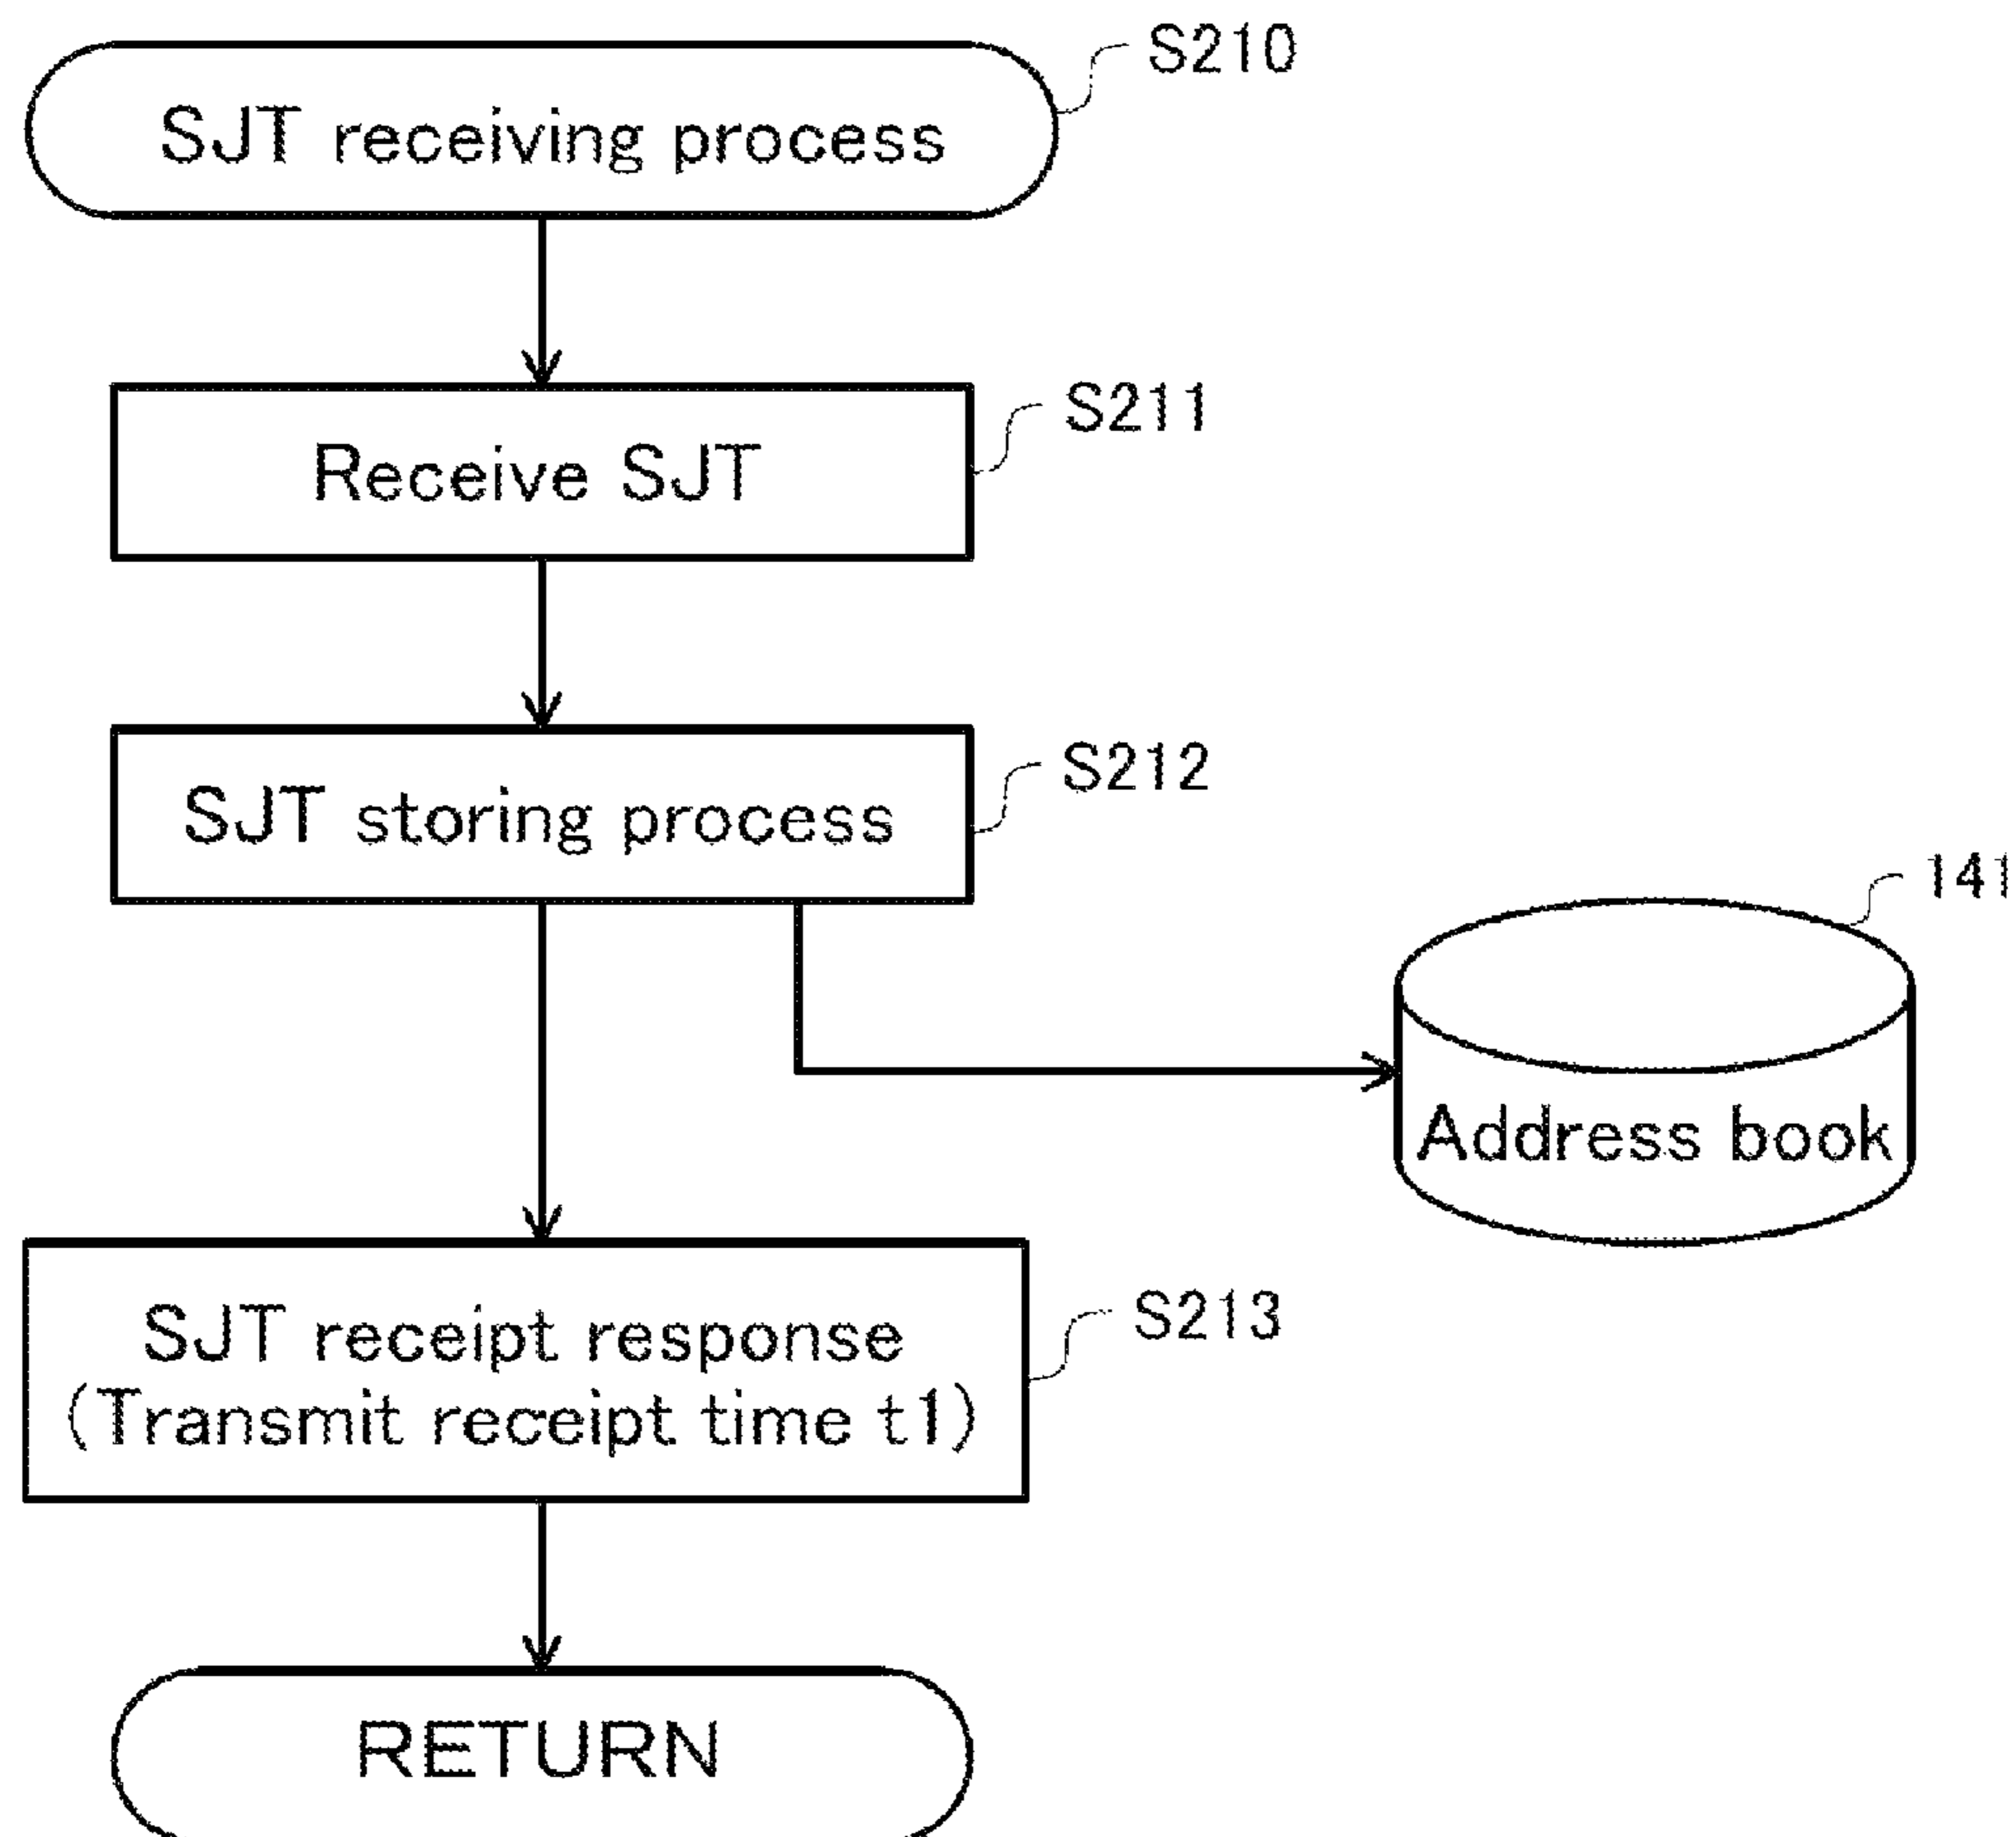 S210
SJT receiving process
S211
Receive SJT
S212
SJT storing process
141
Address book
S213
SJT receipt response
(Transmit receipt time t1)
RETURN